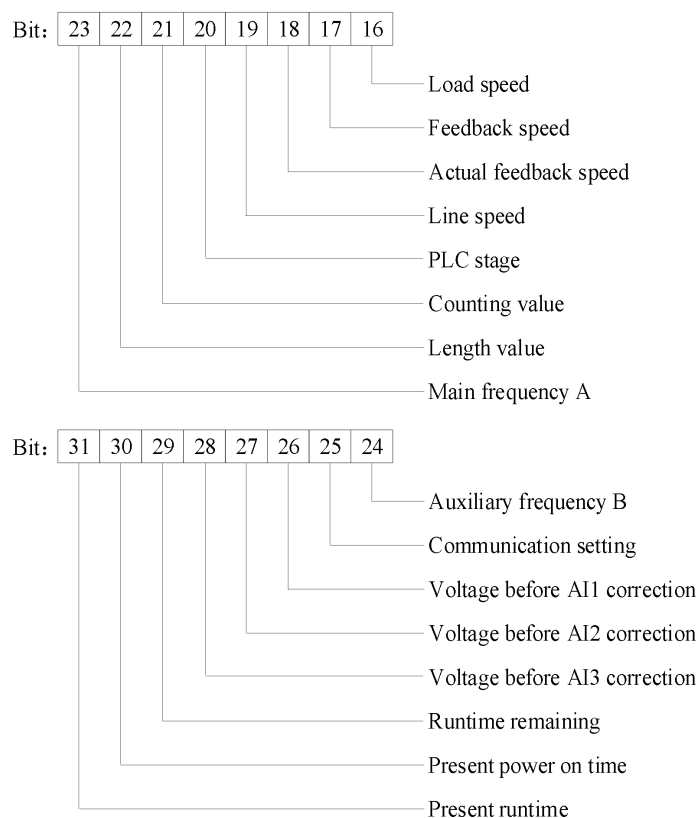 Bit: 23 22 21 20 19 18 17 16
Load speed
Feedback speed
Actual feedback speed
Line speed
PLC stage
Counting value
Length value
Main frequency A
Bit: 31 30 29 28 27 26 25 24
Auxiliary frequency B
Communication setting
Voltage before AI1 correction
Voltage before AI2 correction
Voltage before AI3 correction
Runtime remaining
Present power on time
Present runtime